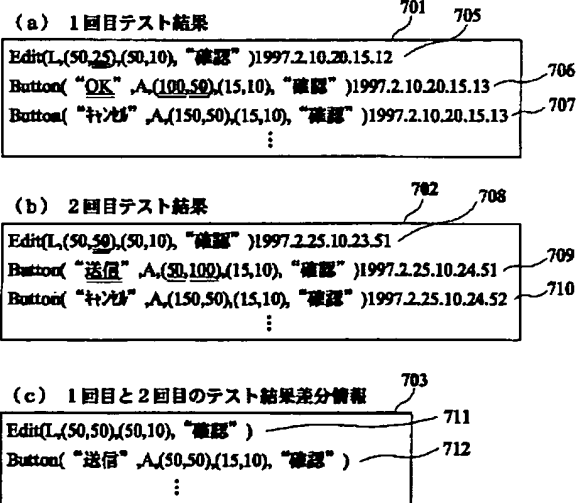 (a) 1回目テスト結果
701
Edit(L,(50,25),(50,10), “確認” )1997.2.10.20.15.12
705
Button( “OK” ,A,(100,50),(15,10), “確認” )1997.2.10.20.15.13
706
Button( “ｷｬﾝｾﾙ” ,A,(150,50),(15,10), “確認” )1997.2.10.20.15.13
707
⋮
(b) 2回目テスト結果
702
Edit(L,(50,50),(50,10), “確認” )1997.2.25.10.23.51
708
Button( “送信” ,A,(50,100),(15,10), “確認” )1997.2.25.10.24.51
709
Button( “ｷｬﾝｾﾙ” ,A,(150,50),(15,10), “確認” )1997.2.25.10.24.52
710
⋮
(c) 1回目と2回目のテスト結果差分情報
703
Edit(L,(50,50),(50,10), “確認” )
711
Button( “送信” ,A,(50,50),(15,10), “確認” )
712
⋮